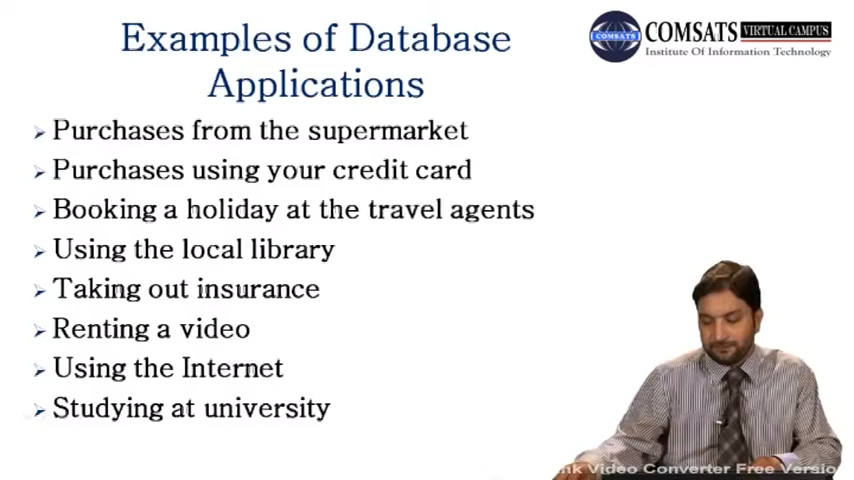 Examples of Database
Applications
COMSATS VIRTUAL CAMPUS
Institute Of Information Technology
COMSATS
Purchases from the supermarket
Purchases using your credit card
Booking a holiday at the travel agents
Using the local library
Taking out insurance
Renting a video
Using the Internet
Studying at university
Video Converter Free